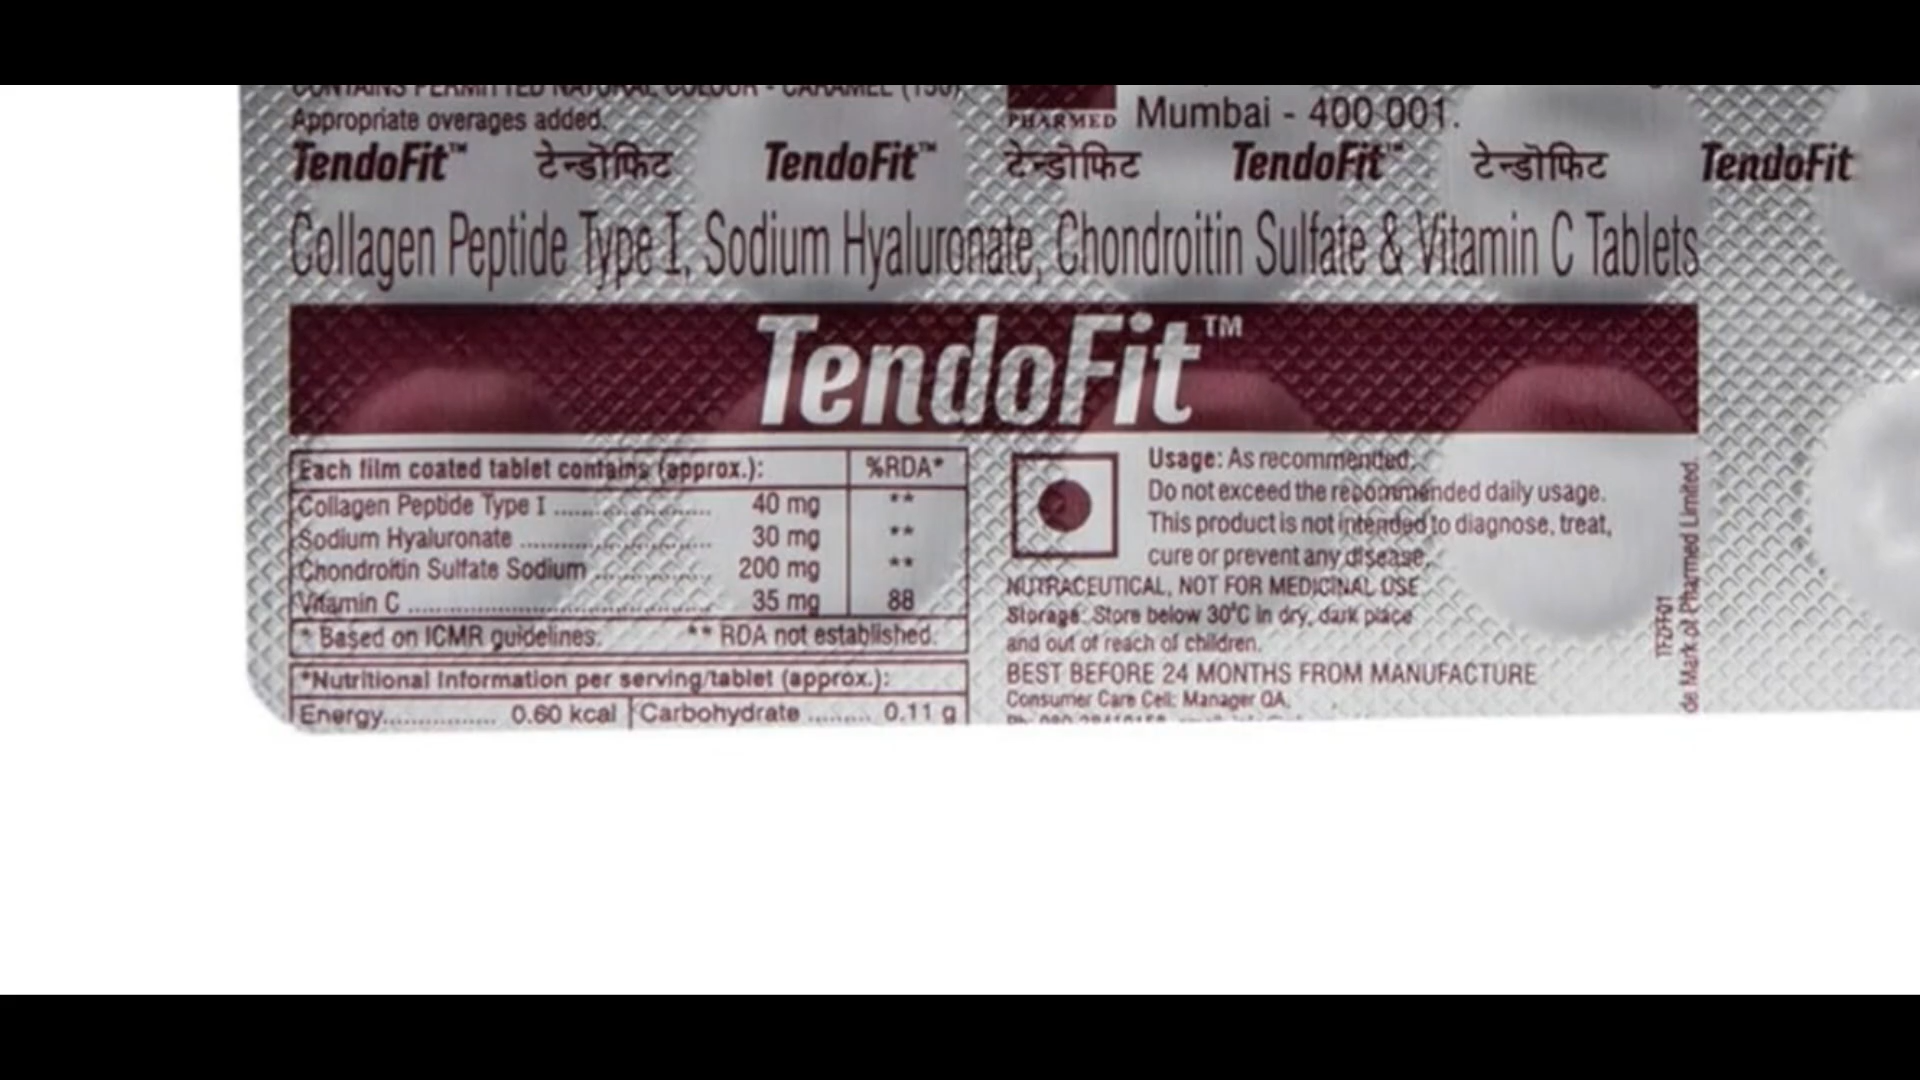 CONTAINS PERMITTED NATURAL COLOUR - CARAMEL (150)
Appropriate overages added.
PHARMED
Mumbai - 400 001.
TendoFit™ टेन्डोफिट TendoFit™ टेन्डोफिट TendoFit™ टेन्डोफिट TendoFit
Collagen Peptide Type I, Sodium Hyaluronate, Chondroitin Sulfate & Vitamin C Tablets
TendoFit™
Each film coated tablet contains (approx.): %RDA*
Collagen Peptide Type I .................... 40 mg **
Sodium Hyaluronate ........................ 30 mg **
Chondroitin Sulfate Sodium ............... 200 mg **
Vitamin C ...................................... 35 mg 88
* Based on ICMR guidelines. ** RDA not established.
*Nutritional Information per serving/tablet (approx.):
Energy................ 0.60 kcal Carbohydrate ......... 0.11 g
Usage: As recommended.
Do not exceed the recommended daily usage.
This product is not intended to diagnose, treat,
cure or prevent any disease.
NUTRACEUTICAL, NOT FOR MEDICINAL USE
Storage: Store below 30°C in dry, dark place
and out of reach of children.
BEST BEFORE 24 MONTHS FROM MANUFACTURE
Consumer Care Cell: Manager QA,
de Mark of Pharmed Limited.